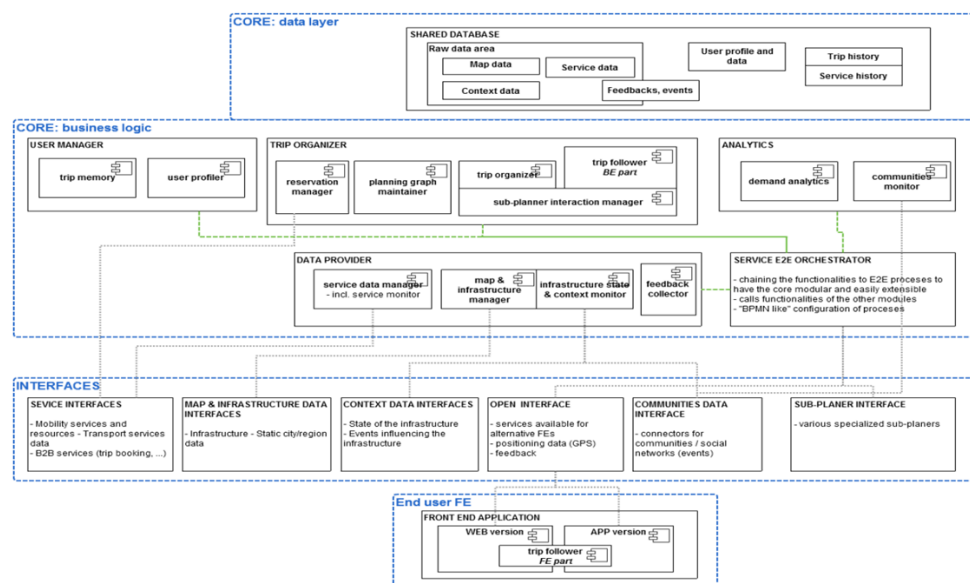 CORE: data layer
SHARED DATABASE
Raw data area
Map data
Service data
Context data
Feedbacks, events
User profile and
data
Trip history
Service history
CORE: business logic
USER MANAGER
trip memory
user profiler
TRIP ORGANIZER
reservation
manager
planning graph
maintainer
trip organizer
trip follower
BE part
sub-planner interaction manager
ANALYTICS
demand analytics
communities
monitor
DATA PROVIDER
service data manager
- incl. service monitor
map &
infrastructure
manager
infrastructure state
& context monitor
feedback
collector
SERVICE E2E ORCHESTRATOR
- chaining the functionalities to E2E proceses to
have the core modular and easily extensible
- calls functionalities of the other modules
- "BPMN like" configuration of proceses
INTERFACES
SEVICE INTERFACES
- Mobility services and
resources - Transport services
data
- B2B services (trip booking, ...)
MAP & INFRASTRUCTURE DATA
INTERFACES
- Infrastructure - Static city/region
data
CONTEXT DATA INTERFACES
- State of the infrastructure
- Events influencing the
infrastructure
OPEN INTERFACE
- services available for
alternative FEs
- positioning data (GPS)
- feedback
COMMUNITIES DATA
INTERFACE
- connectors for
communities / social
networks (events)
SUB-PLANER INTERFACE
- various specialized sub-planers
End user FE
FRONT END APPLICATION
WEB version
APP version
trip follower
FE part